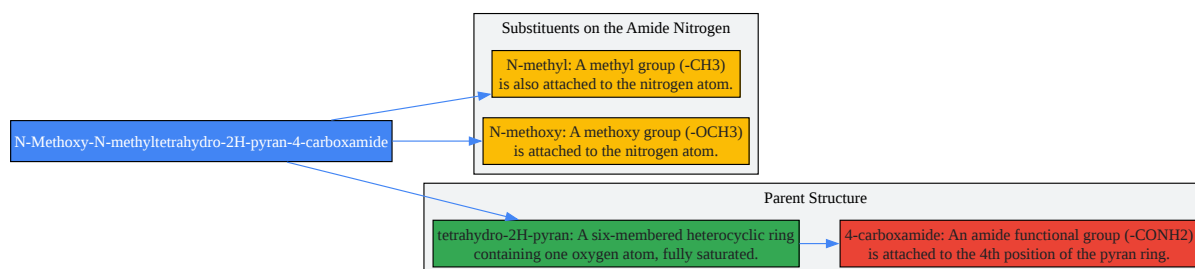 Substituents on the Amide Nitrogen
N-methyl: A methyl group (-CH3)
is also attached to the nitrogen atom.
N-Methoxy-N-methyltetrahydro-2H-pyran-4-carboxamide
N-methoxy: A methoxy group (-OCH3)
is attached to the nitrogen atom.
Parent Structure
tetrahydro-2H-pyran: A six-membered heterocyclic ring
containing one oxygen atom, fully saturated.
4-carboxamide: An amide functional group (-CONH2)
is attached to the 4th position of the pyran ring.